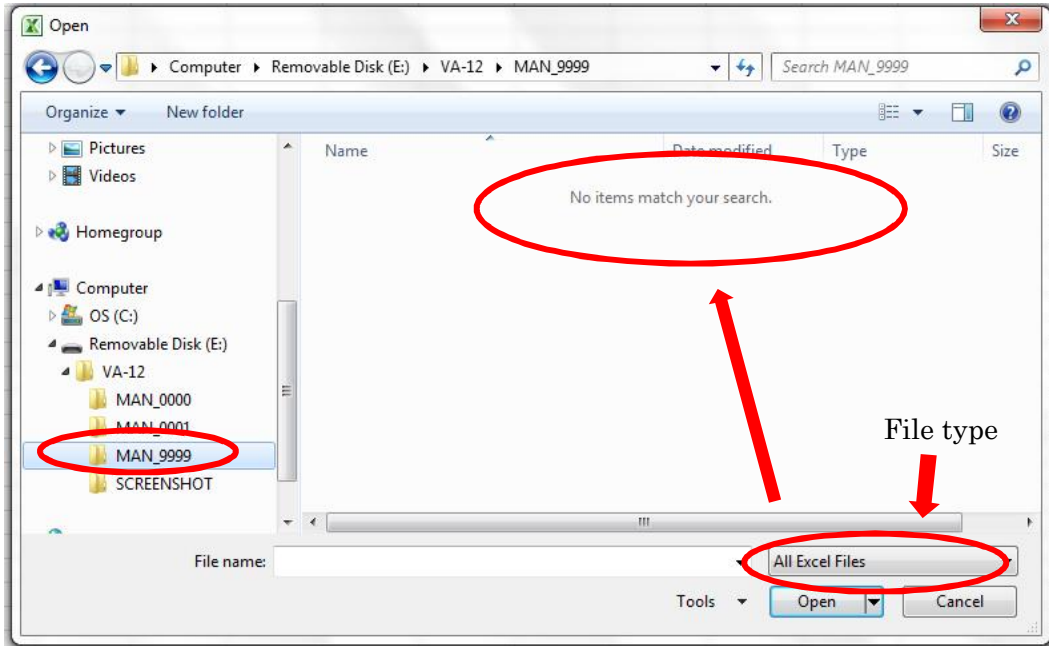 Open
Computer Removable Disk (E:) VA-12 MAN_9999 Search MAN_9999
Organize New folder
Pictures
Videos
Homegroup
Computer
OS (C:)
Removable Disk (E:)
VA-12
MAN_0000
MAN_0001
MAN_9999
SCREENSHOT
Name Date modified Type Size
No items match your search.
File type
File name: All Excel Files
Tools Open Cancel